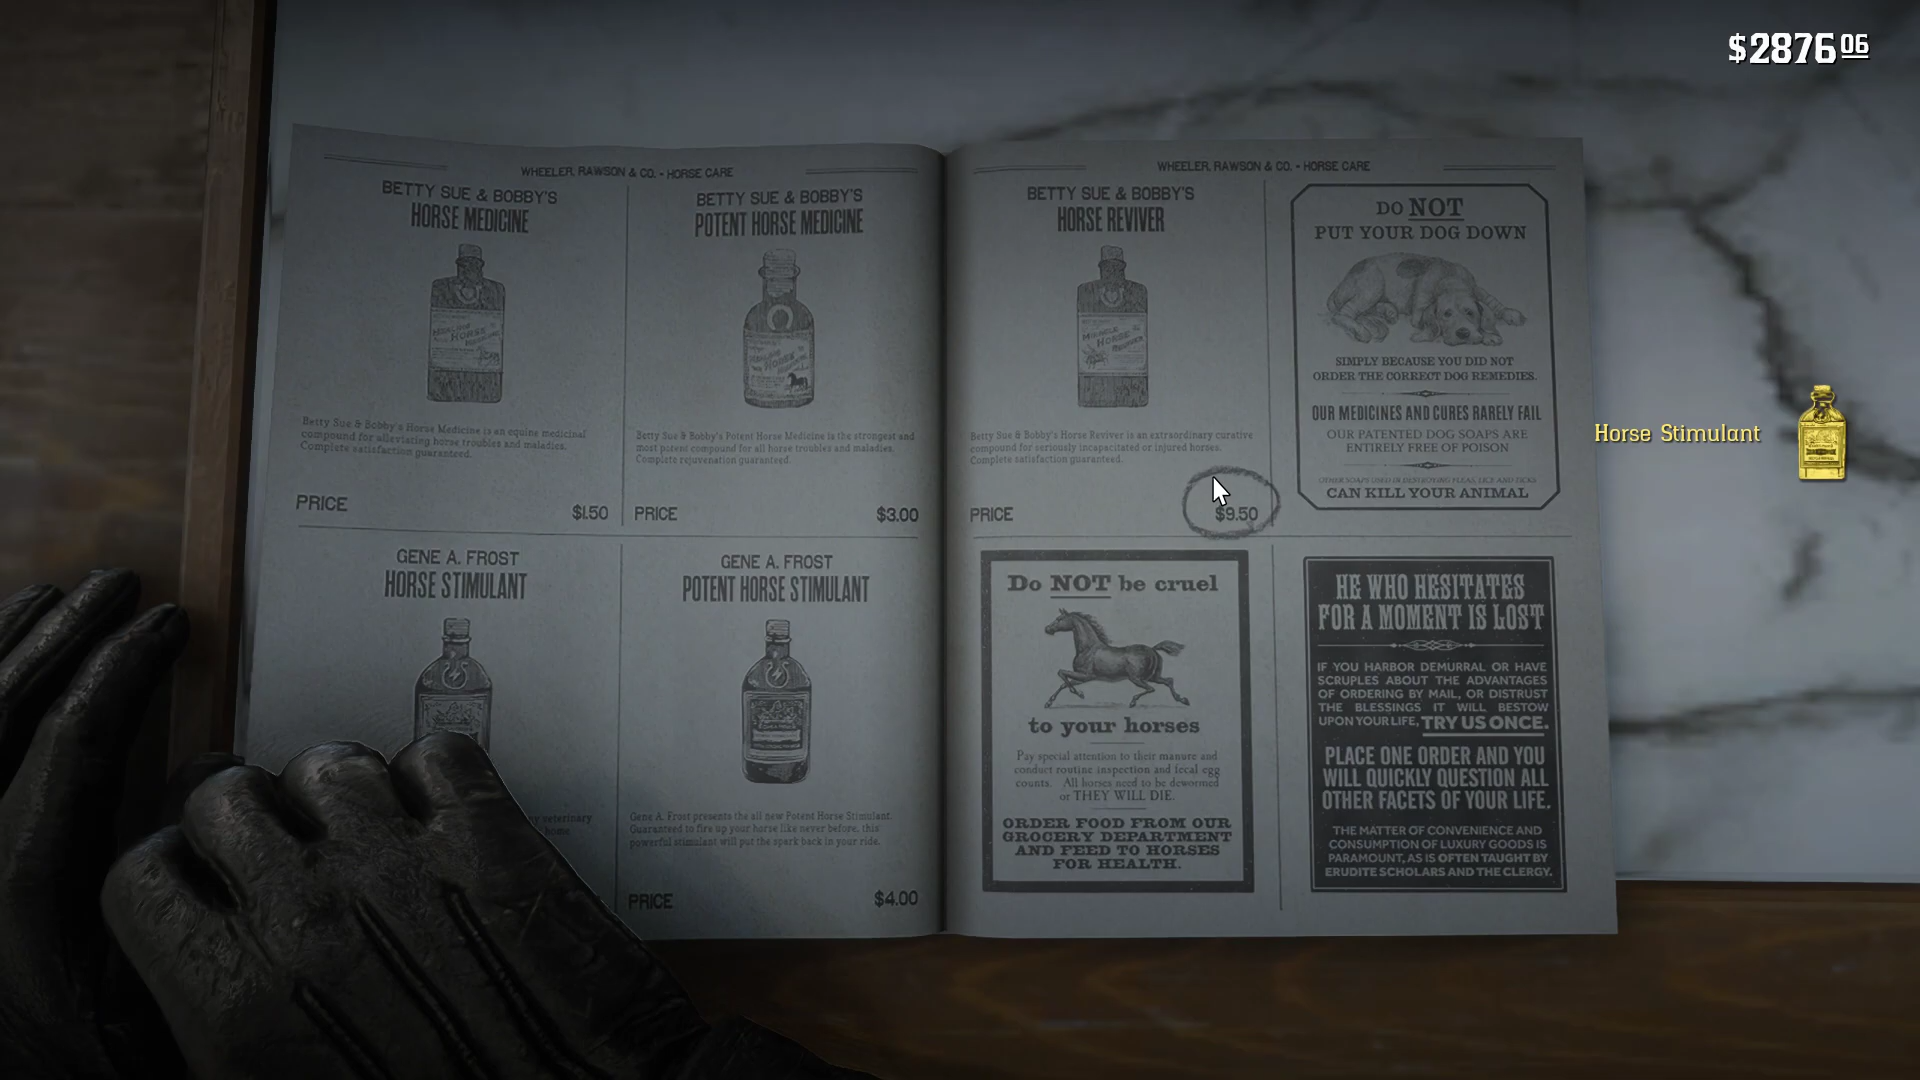 $2876 06
WHEELER, RAWSON & CO. - HORSE CARE
BETTY SUE & BOBBY'S
HORSE MEDICINE
Betty Sue & Bobby's Horse Medicine is an equine medicinal
compound for alleviating horse troubles and maladies.
Complete satisfaction guaranteed.
PRICE
$1.50
BETTY SUE & BOBBY'S
POTENT HORSE MEDICINE
Betty Sue & Bobby's Potent Horse Medicine is the strongest and
most potent compound for all horse troubles and maladies.
Complete rejuvenation guaranteed.
PRICE
$3.00
GENE A. FROST
HORSE STIMULANT
veterinary
home
GENE A. FROST
POTENT HORSE STIMULANT
Gene A. Frost presents the all new Potent Horse Stimulant.
Guaranteed to fire up your horse like never before, this
powerful stimulant will put the spark back in your ride.
PRICE
$4.00
WHEELER, RAWSON & CO. - HORSE CARE
BETTY SUE & BOBBY'S
HORSE REVIVER
Betty Sue & Bobby's Horse Reviver is an extraordinary curative
compound for seriously incapacitated or injured horses.
Complete satisfaction guaranteed.
PRICE
$9.50
DO NOT
PUT YOUR DOG DOWN
SIMPLY BECAUSE YOU DID NOT
ORDER THE CORRECT DOG REMEDIES.
OUR MEDICINES AND CURES RARELY FAIL
OUR PATENTED DOG SOAPS ARE
ENTIRELY FREE OF POISON
OTHER SOAPS USED IN DESTROYING FLEAS, LICE AND TICKS
CAN KILL YOUR ANIMAL
Do NOT be cruel
to your horses
Pay special attention to their manure and
conduct routine inspection and fecal egg
counts. All horses need to be dewormed
or THEY WILL DIE.
ORDER FOOD FROM OUR
GROCERY DEPARTMENT
AND FEED TO HORSES
FOR HEALTH.
HE WHO HESITATES
FOR A MOMENT IS LOST
IF YOU HARBOR DEMURRAL OR HAVE
SCRUPLES ABOUT THE ADVANTAGES
OF ORDERING BY MAIL, OR DISTRUST
THE BLESSINGS IT WILL BESTOW
UPON YOUR LIFE, TRY US ONCE.
PLACE ONE ORDER AND YOU
WILL QUICKLY QUESTION ALL
OTHER FACETS OF YOUR LIFE.
THE MATTER OF CONVENIENCE AND
CONSUMPTION OF LUXURY GOODS IS
PARAMOUNT, AS IS OFTEN TAUGHT BY
ERUDITE SCHOLARS AND THE CLERGY.
Horse Stimulant